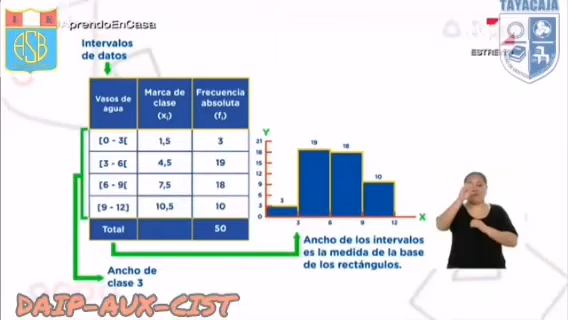 #AprendoEnCasa
TAYACAJA
ASB
Intervalos
de datos
Vasos de
agua
Marca de
clase
(xi)
Frecuencia
absoluta
(fi)
[0 - 3[ 1,5 3
[3 - 6[ 4,5 19
[6 - 9[ 7,5 18
[9 - 12] 10,5 10
Total 50
Ancho de
clase 3
Y
21
18
15
12
9
6
3
0
3 19 18 10
3 6 9 12
X
Ancho de los intervalos
es la medida de la base
de los rectángulos.
DAIP-AUX-CIST